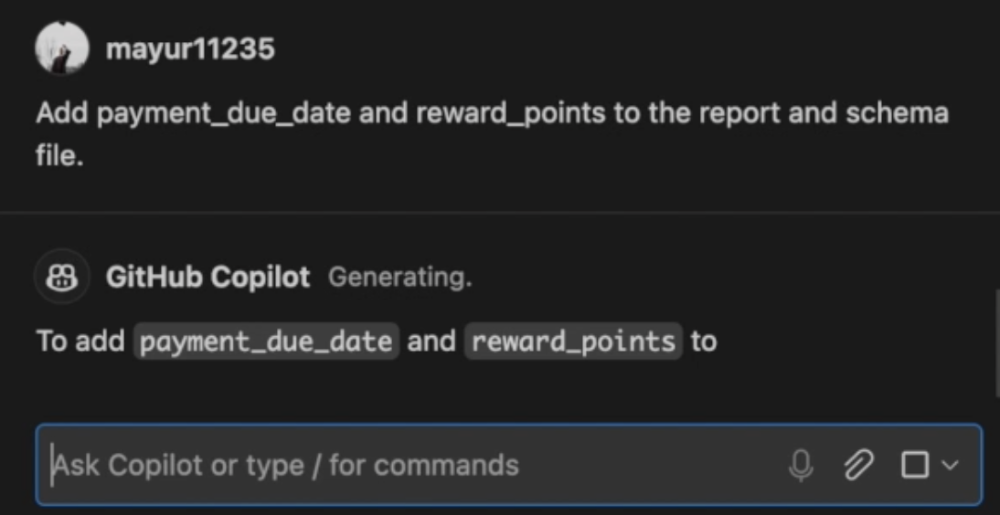 mayur11235
Add payment_due_date and reward_points to the report and schema
file.
GitHub Copilot Generating.
To add payment_due_date and reward_points to
Ask Copilot or type / for commands